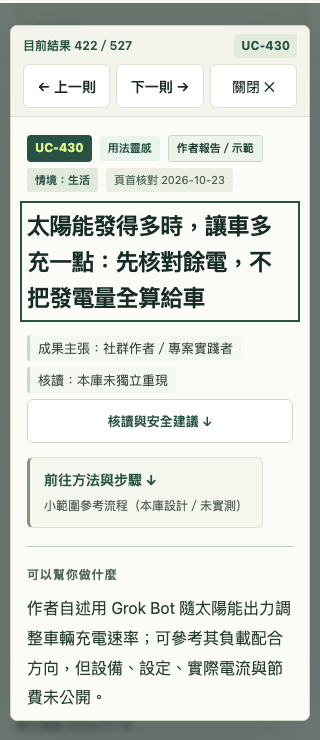 目前結果 422 / 527
UC-430
← 上一則
下一則 →
關閉 ✕
UC-430
用法靈感
作者報告 / 示範
情境：生活
頁首核對 2026-10-23
太陽能發得多時，讓車多
充一點：先核對餘電，不
把發電量全算給車
成果主張：社群作者 / 專案實踐者
核讀：本庫未獨立重現
核讀與安全建議 ↓
前往方法與步驟 ↓
小範圍參考流程（本庫設計 / 未實測）
可以幫你做什麼
作者自述用 Grok Bot 隨太陽能出力調
整車輛充電速率；可參考其負載配合
方向，但設備、設定、實際電流與節
費未公開。